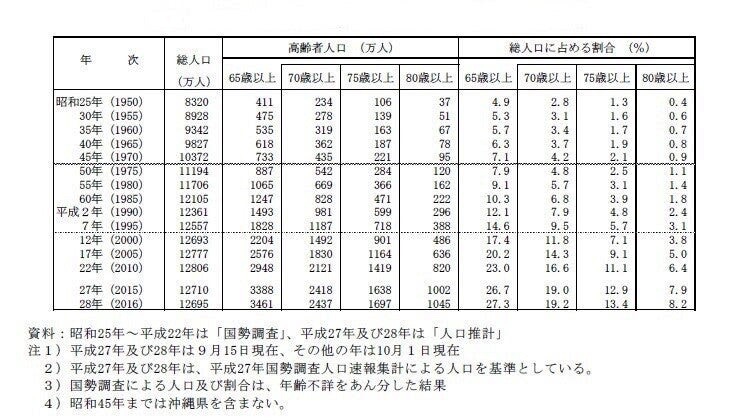 年　次 総人口 高齢者人口 （万人） 総人口に占める割合 （％）
（万人） 65歳以上 70歳以上 75歳以上 80歳以上 65歳以上 70歳以上 75歳以上 80歳以上
昭和25年（1950） 8320 411 234 106 37 4.9 2.8 1.3 0.4
30年（1955） 8928 475 278 139 51 5.3 3.1 1.6 0.6
35年（1960） 9342 535 319 163 67 5.7 3.4 1.7 0.7
40年（1965） 9827 618 362 187 78 6.3 3.7 1.9 0.8
45年（1970） 10372 733 435 221 95 7.1 4.2 2.1 0.9
50年（1975） 11194 887 542 284 120 7.9 4.8 2.5 1.1
55年（1980） 11706 1065 669 366 162 9.1 5.7 3.1 1.4
60年（1985） 12105 1247 828 471 222 10.3 6.8 3.9 1.8
平成２年（1990） 12361 1493 981 599 296 12.1 7.9 4.8 2.4
７年（1995） 12557 1828 1187 718 388 14.6 9.5 5.7 3.1
12年（2000） 12693 2204 1492 901 486 17.4 11.8 7.1 3.8
17年（2005） 12777 2576 1830 1164 636 20.2 14.3 9.1 5.0
22年（2010） 12806 2948 2121 1419 820 23.0 16.6 11.1 6.4
27年（2015） 12710 3388 2418 1638 1002 26.7 19.0 12.9 7.9
28年（2016） 12695 3461 2437 1697 1045 27.3 19.2 13.4 8.2
資料：昭和25年～平成22年は「国勢調査」、平成27年及び28年は「人口推計」
注１）平成27年及び28年は９月15日現在、その他の年は10月１日現在
２）平成27年及び28年は、平成27年国勢調査人口速報集計による人口を基準としている。
３）国勢調査による人口及び割合は、年齢不詳をあん分した結果
４）昭和45年までは沖縄県を含まない。